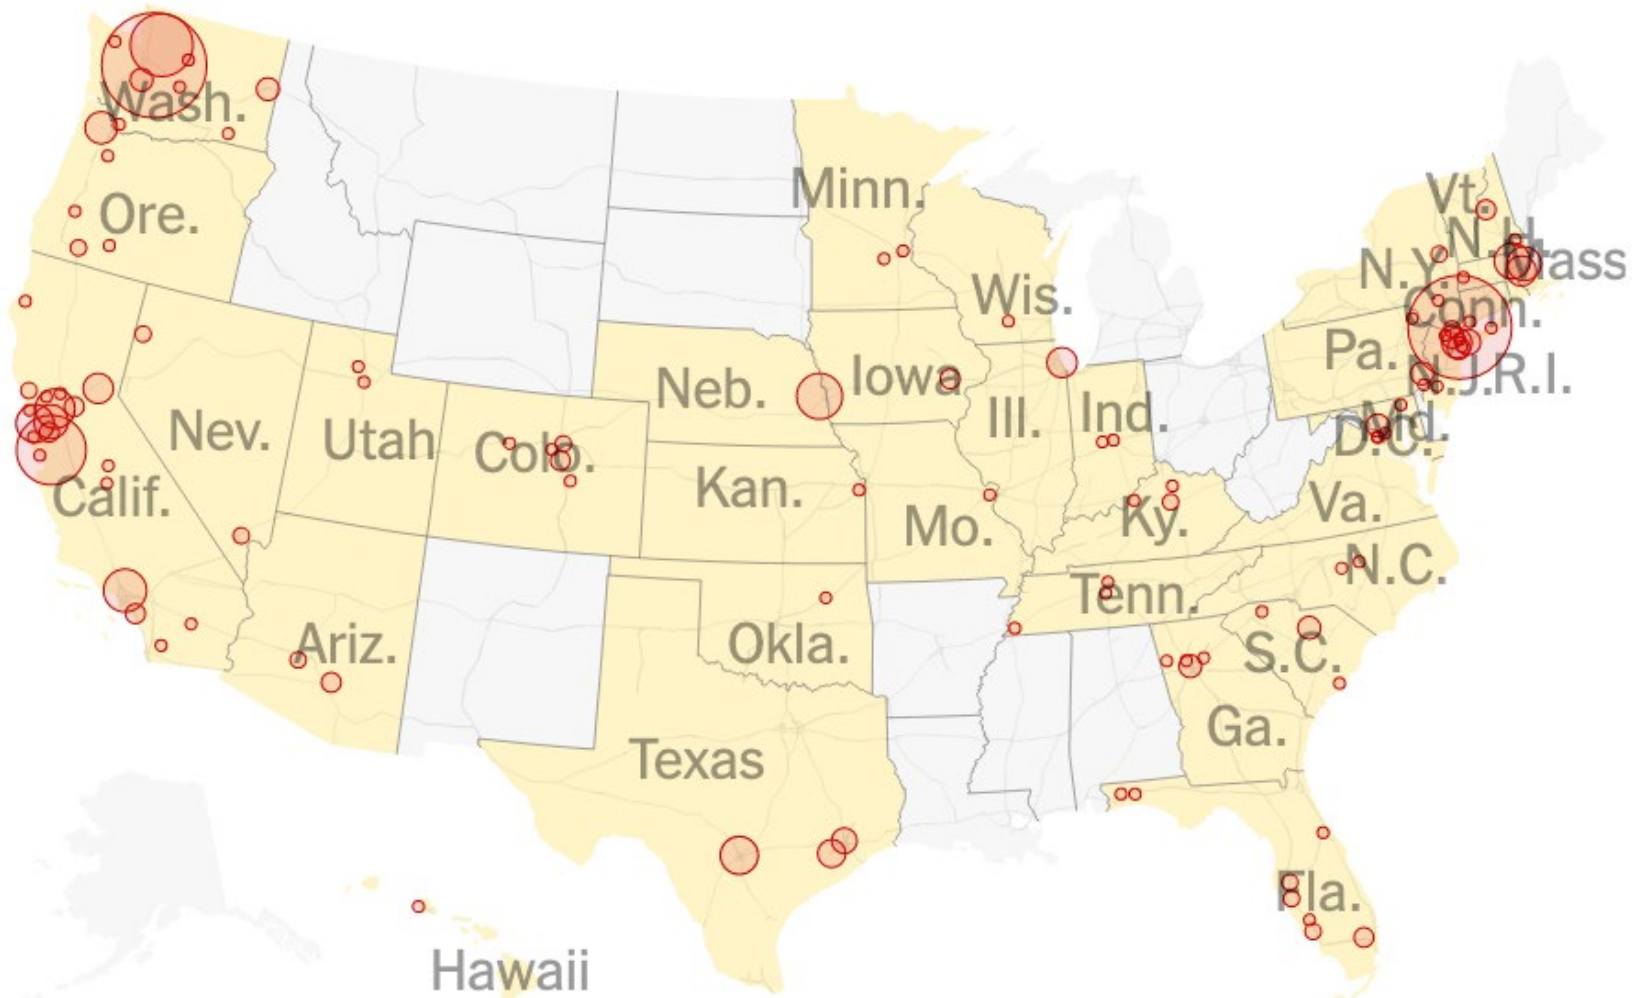 Wash.
Ore.
Minn.
Vt.
N.H.
Mass
N.Y.
Wis.
Conn.
Pa.
Iowa
Neb.
N.J.
R.I.
Ill.
Ind.
Nev.
Utah
Colo.
Md.
D.C.
Calif.
Kan.
Mo.
Ky.
Va.
N.C.
Tenn.
Ariz.
Okla.
S.C.
Ga.
Texas
Fla.
Hawaii